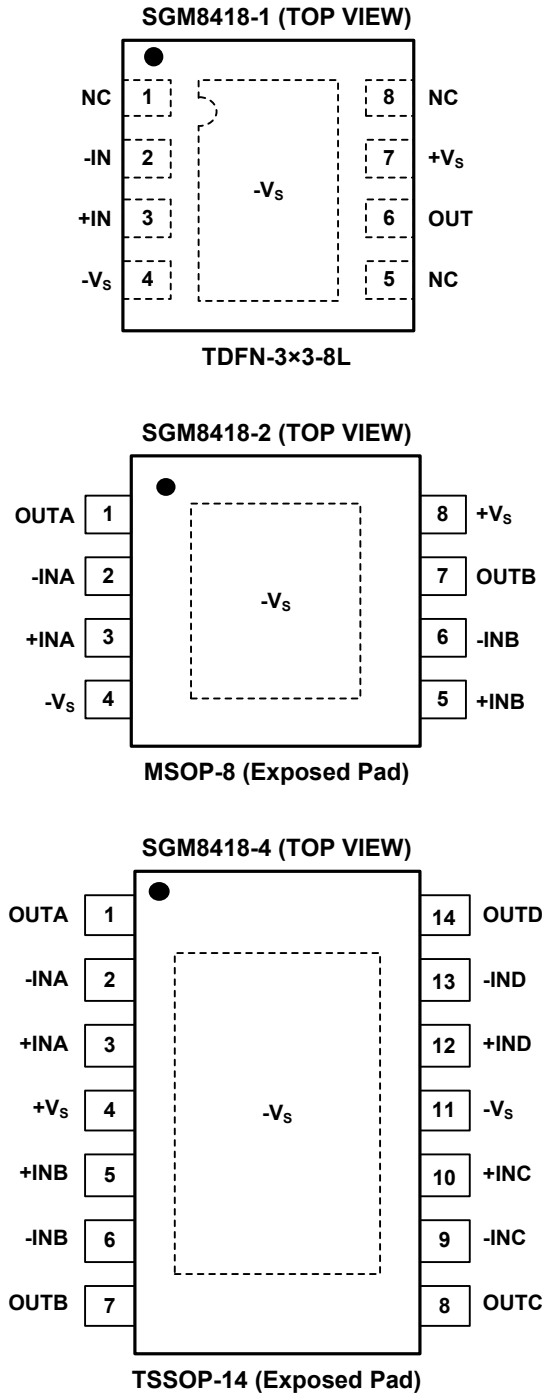 SGM8418-1 (TOP VIEW)
NC 1 8 NC
-IN 2 7 +VS
-VS
+IN 3 6 OUT
-VS 4 5 NC
TDFN-3×3-8L
SGM8418-2 (TOP VIEW)
OUTA 1 8 +VS
-INA 2 7 OUTB
-VS
+INA 3 6 -INB
-VS 4 5 +INB
MSOP-8 (Exposed Pad)
SGM8418-4 (TOP VIEW)
OUTA 1 14 OUTD
-INA 2 13 -IND
+INA 3 12 +IND
+VS 4 -VS 11 -VS
+INB 5 10 +INC
-INB 6 9 -INC
OUTB 7 8 OUTC
TSSOP-14 (Exposed Pad)